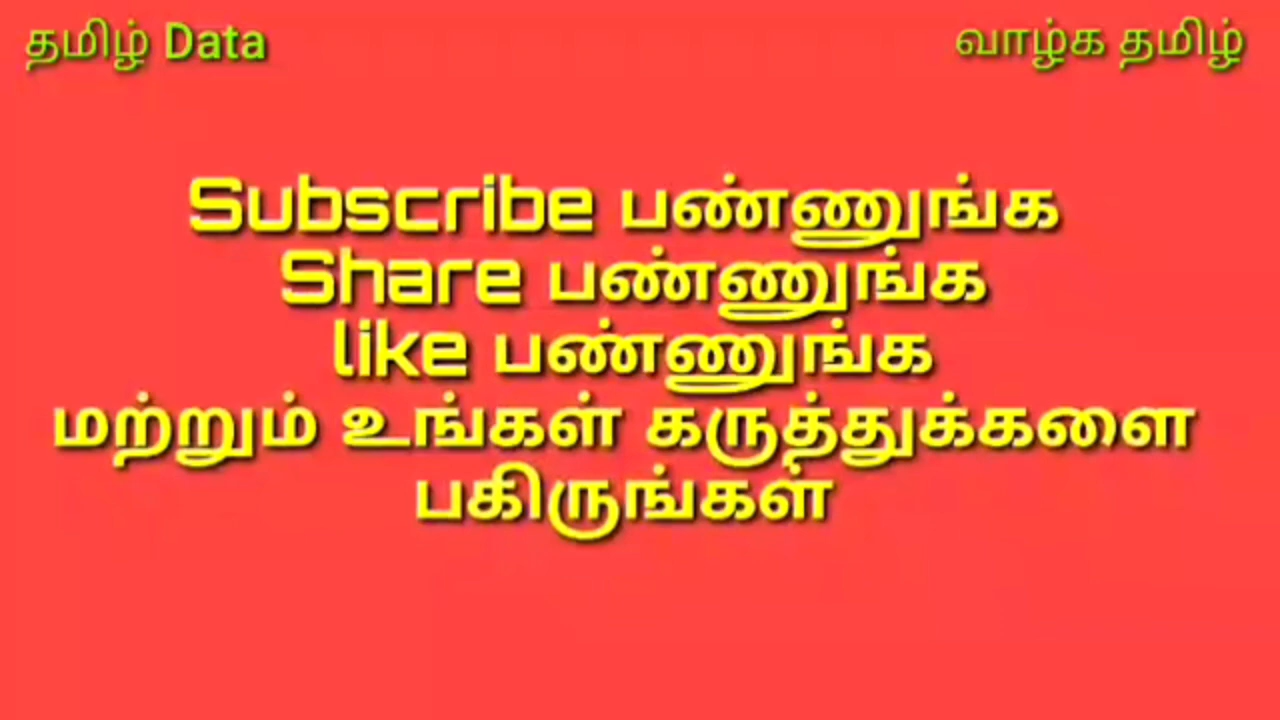 தமிழ் Data
வாழ்க தமிழ்
Subscribe பண்ணுங்க
Share பண்ணுங்க
like பண்ணுங்க
மற்றும் உங்கள் கருத்துக்களை
பகிருங்கள்